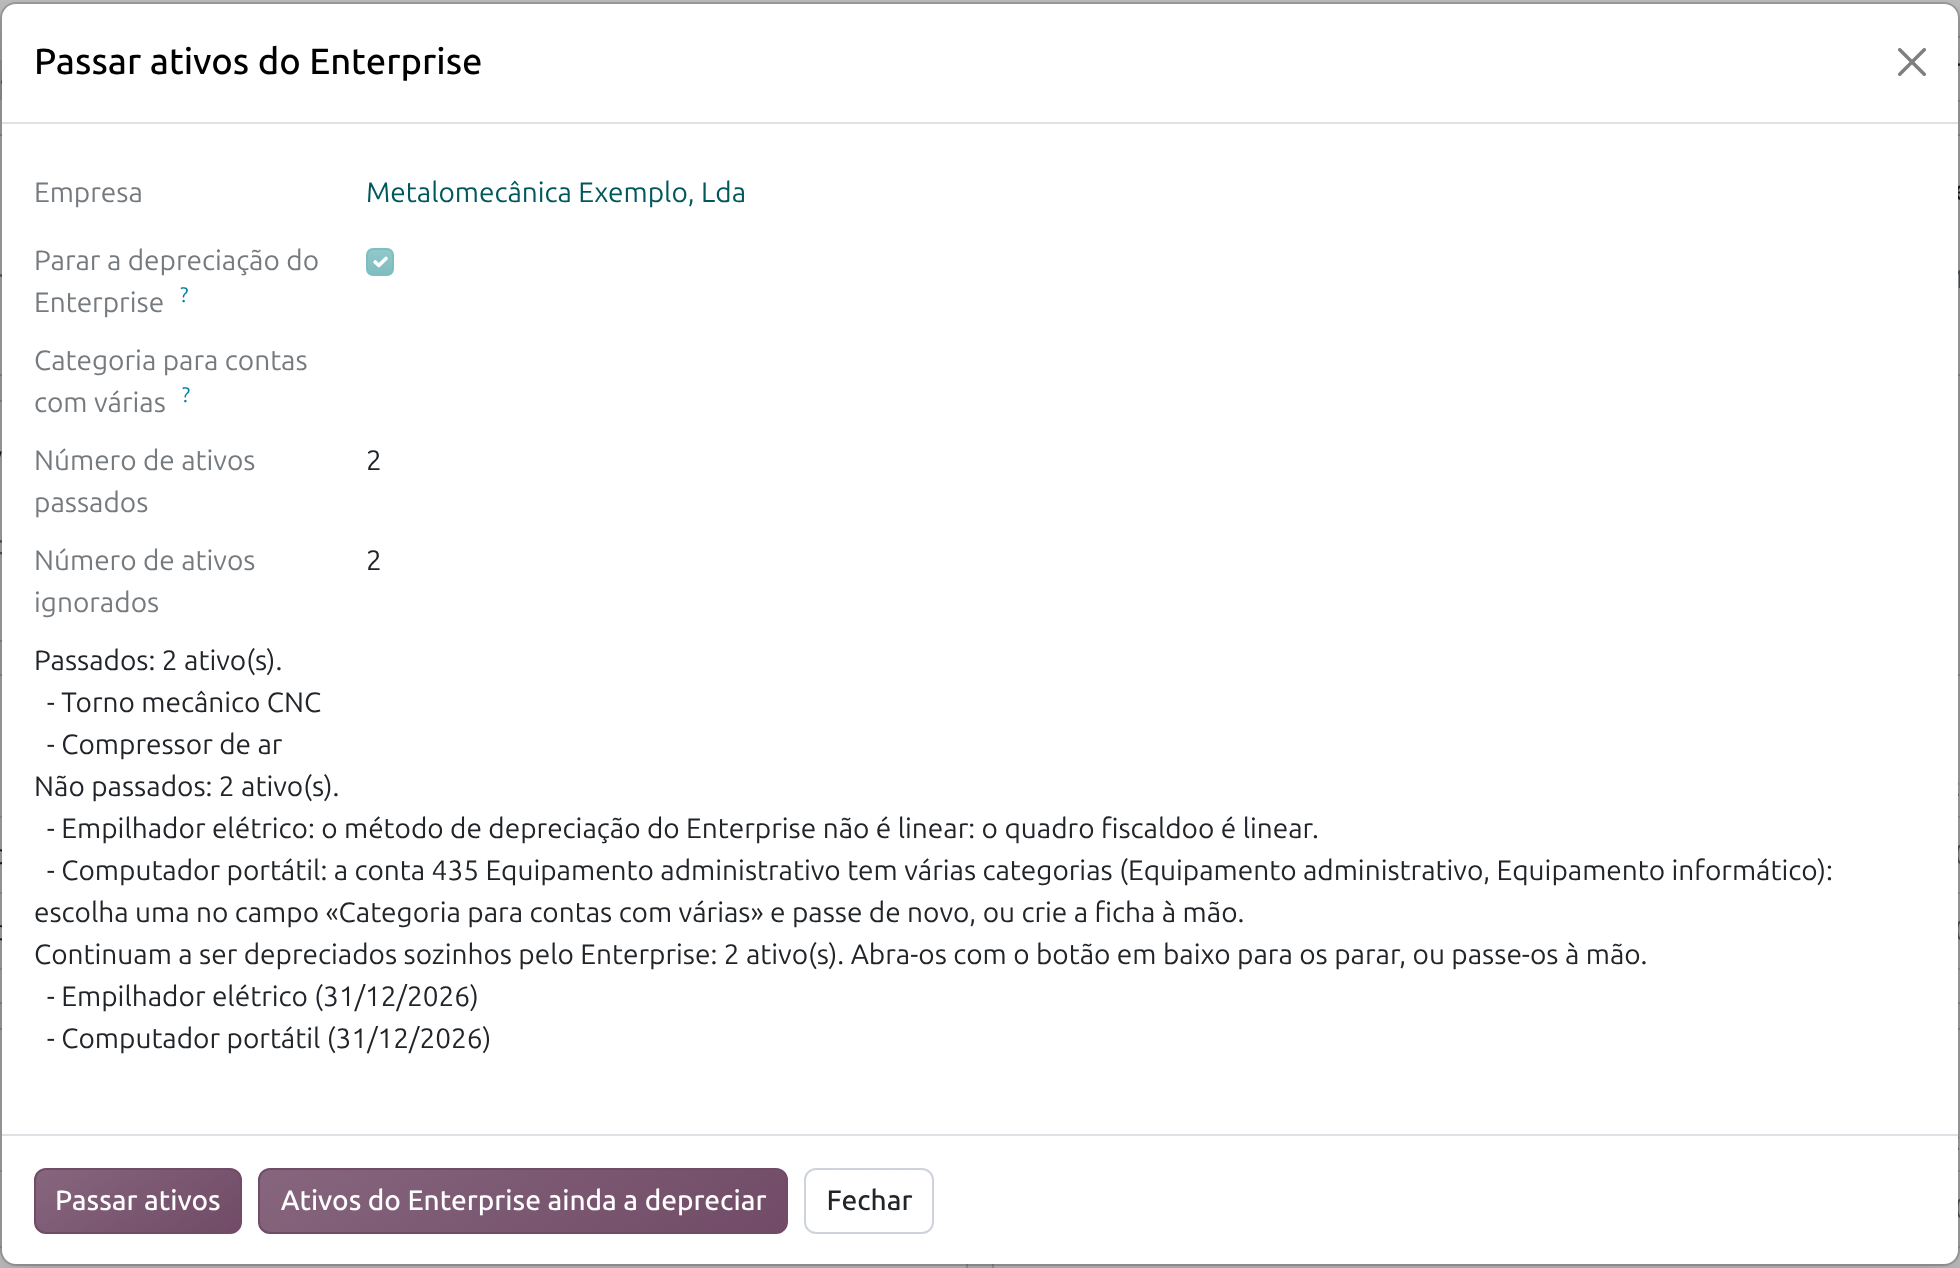 Passar ativos do Enterprise
Empresa
Metalomecânica Exemplo, Lda
Parar a depreciação do
Enterprise ?
Categoria para contas
com várias ?
Número de ativos
passados
2
Número de ativos
ignorados
2
Passados: 2 ativo(s).
- Torno mecânico CNC
- Compressor de ar
Não passados: 2 ativo(s).
- Empilhador elétrico: o método de depreciação do Enterprise não é linear: o quadro fiscaldoo é linear.
- Computador portátil: a conta 435 Equipamento administrativo tem várias categorias (Equipamento administrativo, Equipamento informático):
escolha uma no campo «Categoria para contas com várias» e passe de novo, ou crie a ficha à mão.
Continuam a ser depreciados sozinhos pelo Enterprise: 2 ativo(s). Abra-os com o botão em baixo para os parar, ou passe-os à mão.
- Empilhador elétrico (31/12/2026)
- Computador portátil (31/12/2026)
Passar ativos
Ativos do Enterprise ainda a depreciar
Fechar